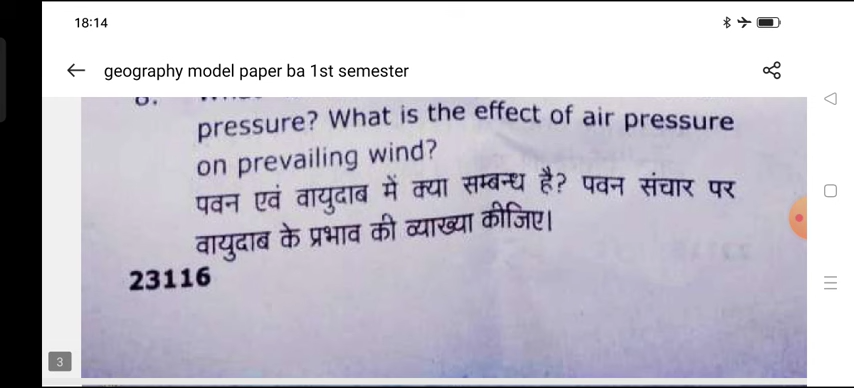 18:14
geography model paper ba 1st semester
8.
pressure? What is the effect of air pressure
on prevailing wind?
पवन एवं वायुदाब में क्या सम्बन्ध है? पवन संचार पर
वायुदाब के प्रभाव की व्याख्या कीजिए।
23116
3